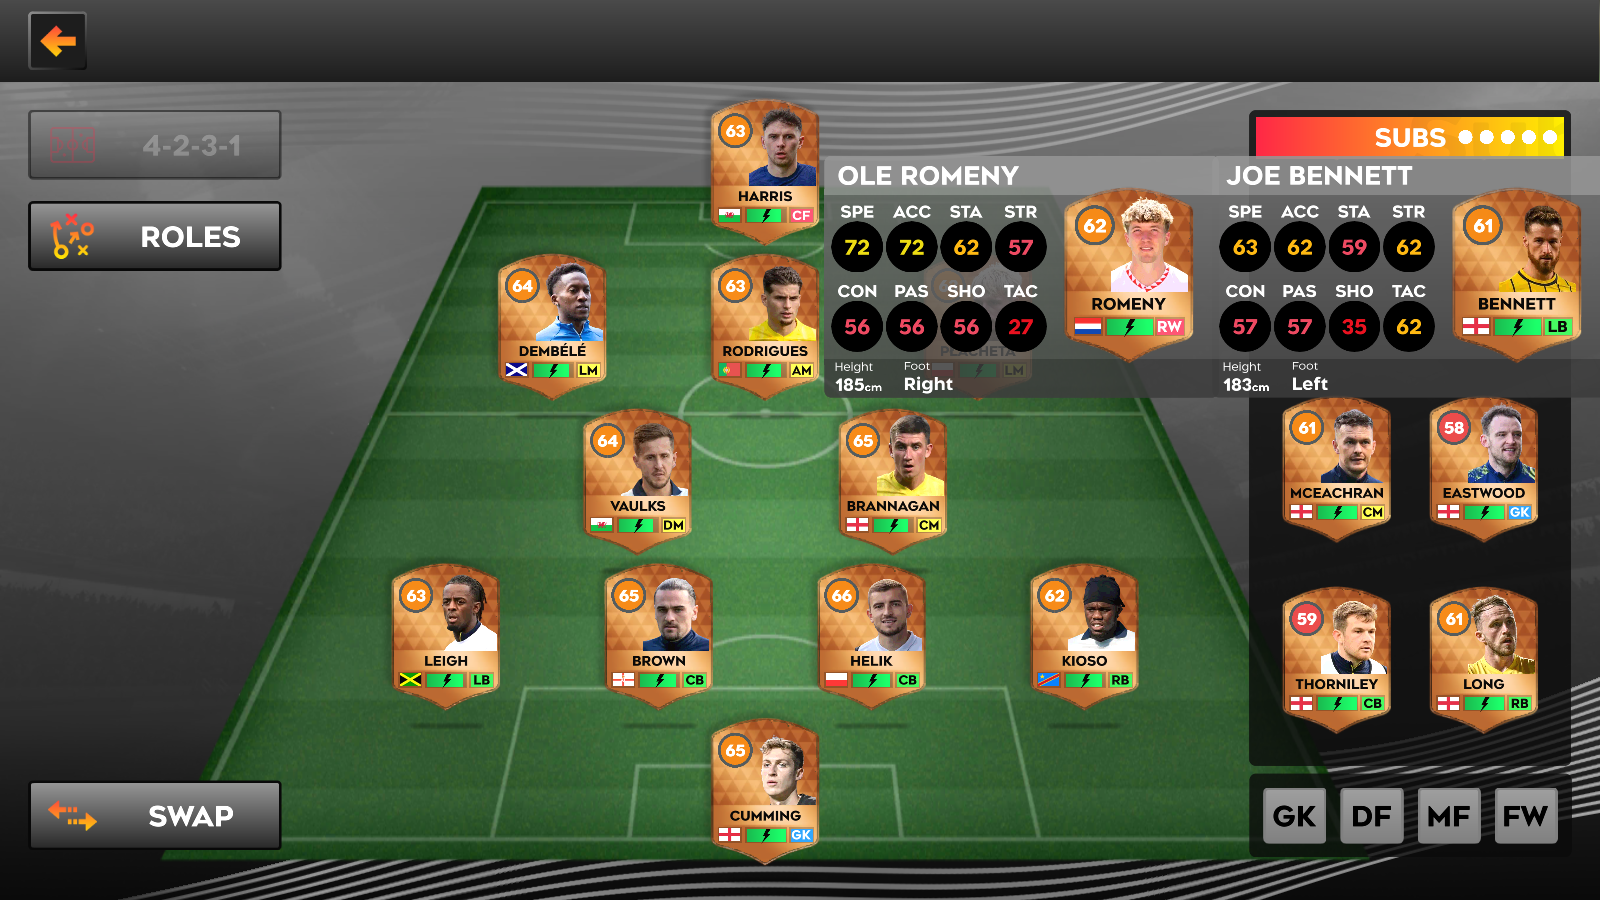 4-2-3-1
ROLES
SWAP
63
HARRIS
CF
64
DEMBÉLÉ
LM
63
RODRIGUES
AM
PLACHETA
LM
64
VAULKS
DM
65
BRANNAGAN
CM
63
LEIGH
LB
65
BROWN
CB
66
HELIK
CB
62
KIOSO
RB
65
CUMMING
GK
OLE ROMENY
SPE ACC STA STR
72 72 62 57
CON PAS SHO TAC
56 56 56 27
Height Foot
185cm Right
62
ROMENY
RW
SUBS
JOE BENNETT
SPE ACC STA STR
63 62 59 62
CON PAS SHO TAC
57 57 35 62
Height Foot
183cm Left
61
BENNETT
LB
61
MCEACHRAN
CM
58
EASTWOOD
GK
59
THORNILEY
CB
61
LONG
RB
GK DF MF FW